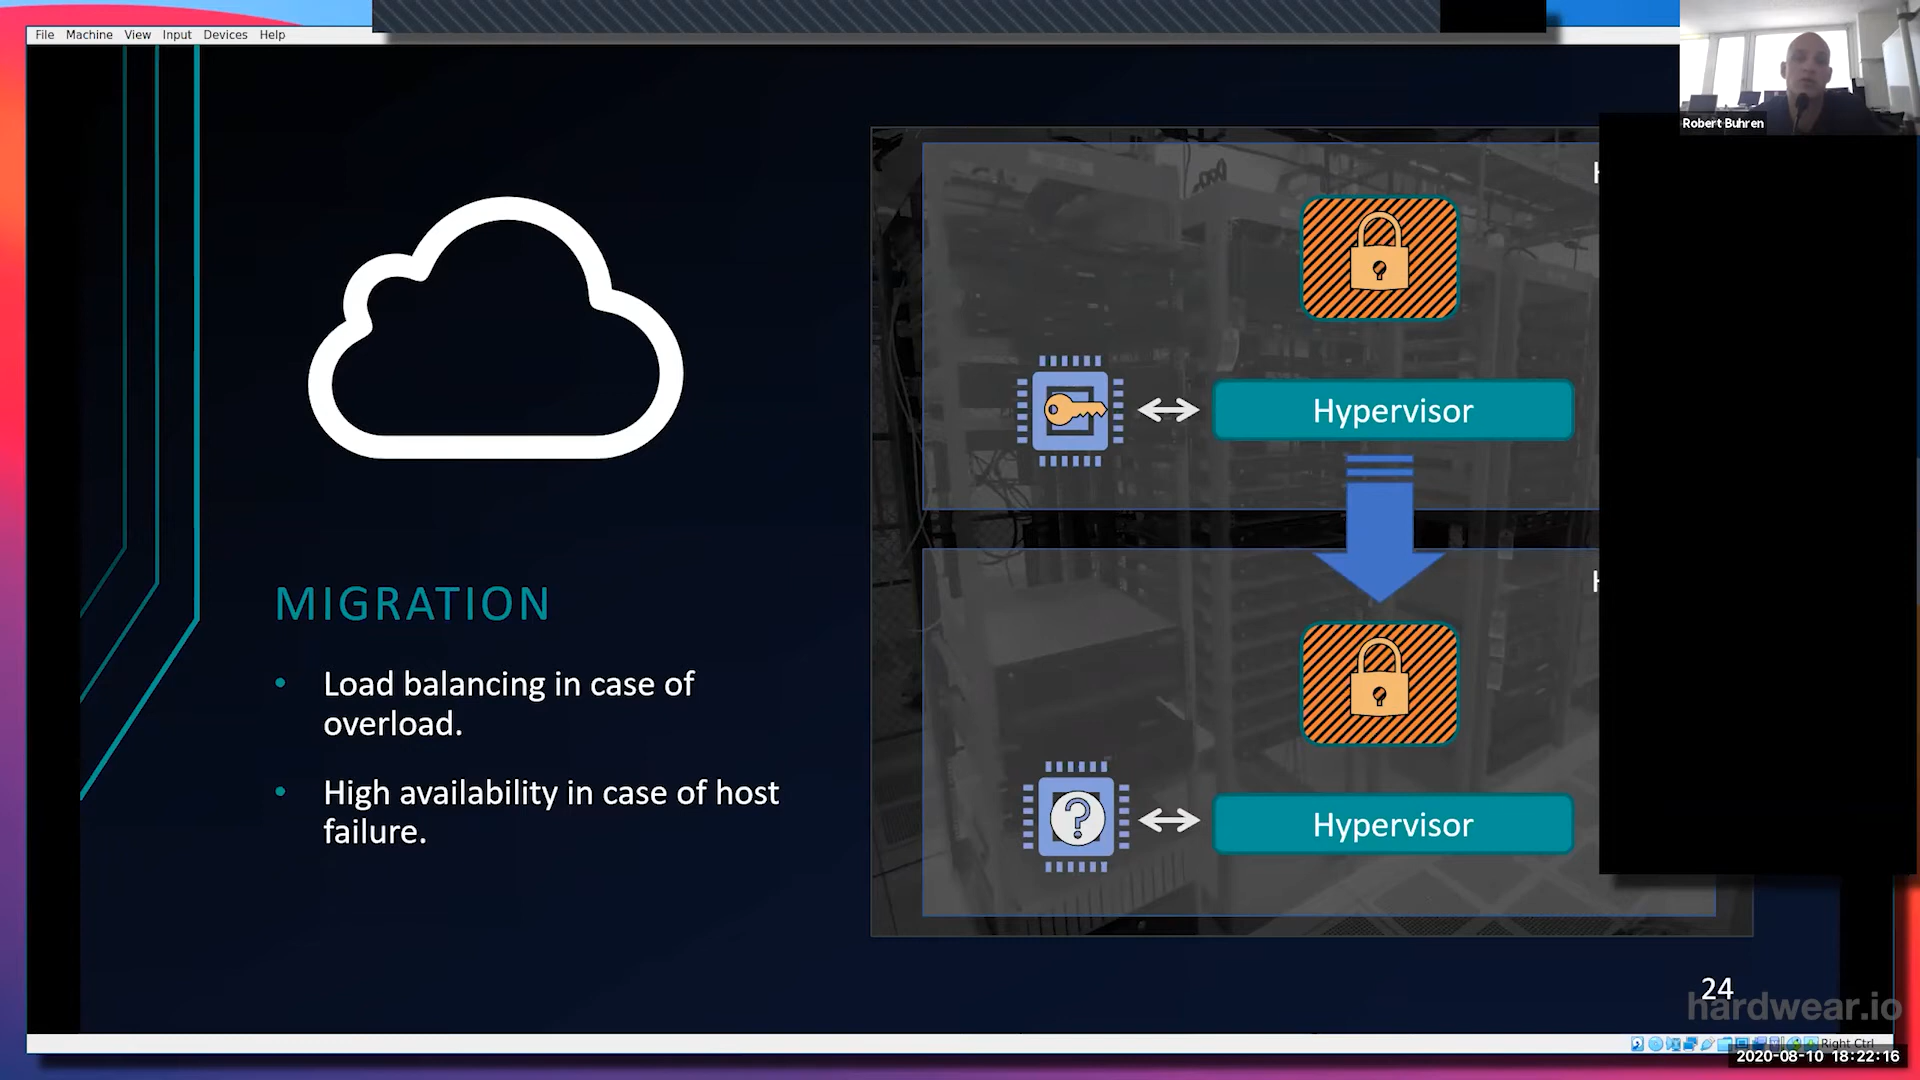 File Machine View Input Devices Help
Robert Buhren
H
Hypervisor
MIGRATION
Load balancing in case of
overload.
High availability in case of host
failure.
H
?
Hypervisor
24
hardwear.io
Right Ctrl
2020-08-10 18:22:16